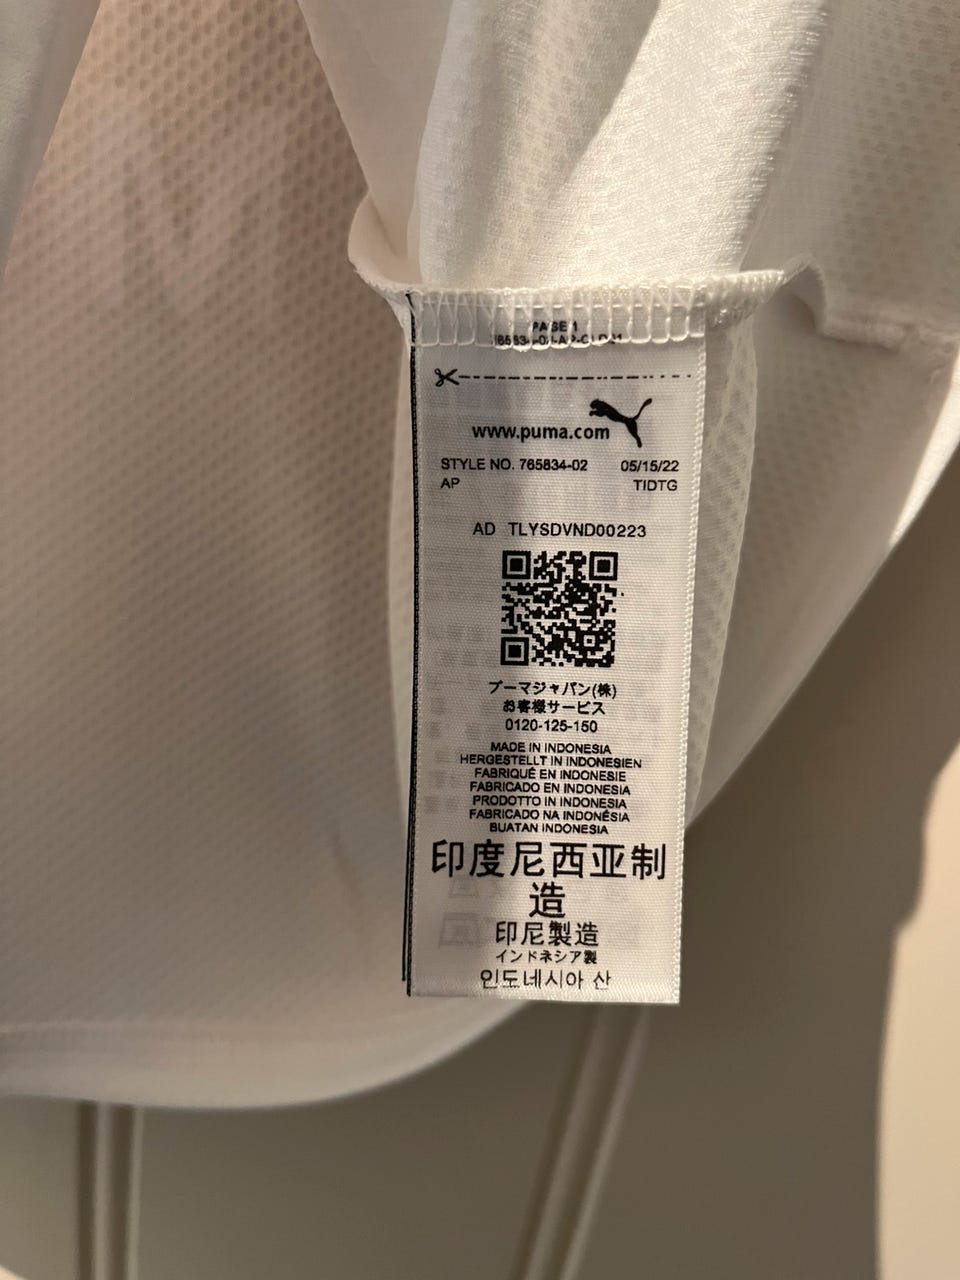 PAGE 1
www.puma.com
STYLE NO. 765834-02 05/15/22
AP TIDTG
AD TLYSDVND00223
プーマジャパン(株)
お客様サービス
0120-125-150
MADE IN INDONESIA
HERGESTELLT IN INDONESIEN
FABRIQUÉ EN INDONESIE
FABRICADO EN INDONESIA
PRODOTTO IN INDONESIA
FABRICADO NA INDONÉSIA
BUATAN INDONESIA
印度尼西亚制
造
印尼製造
インドネシア製
인도네시아 산